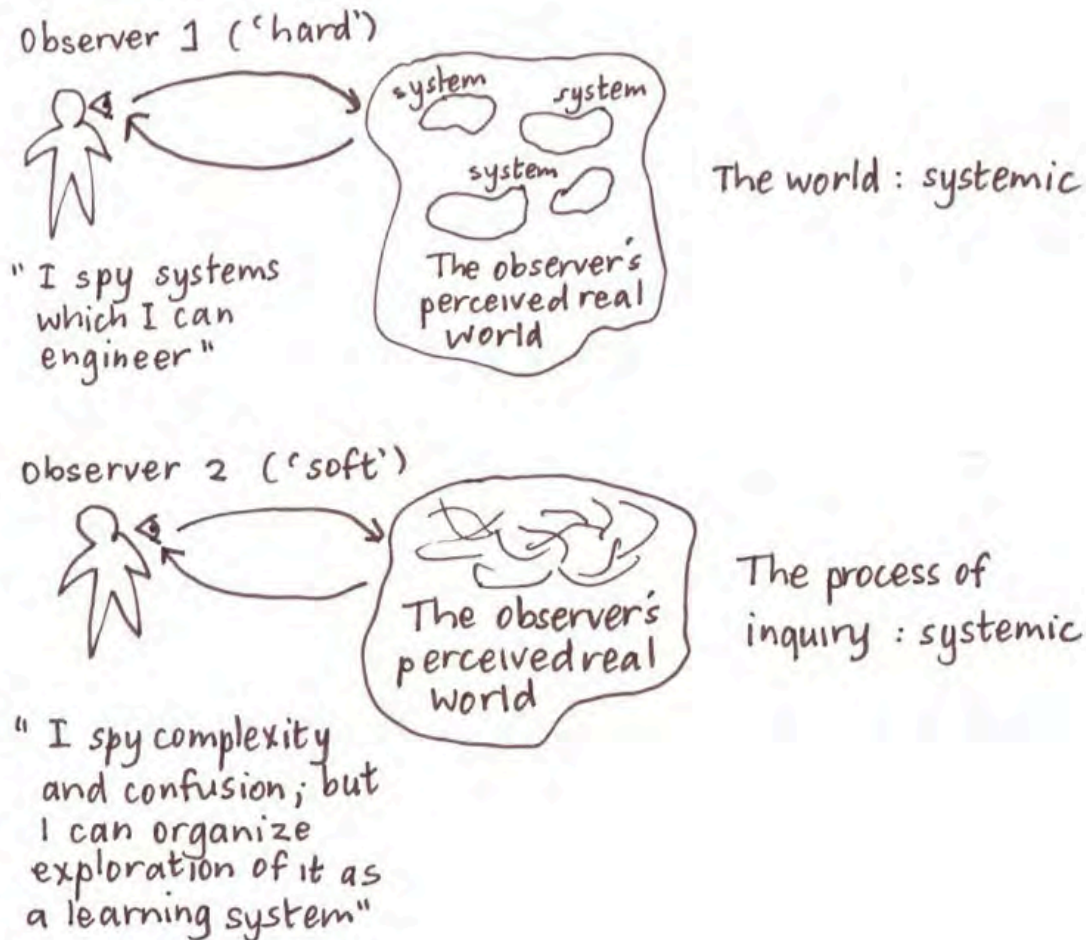 Observer 1 ('hard')
system
system
system
The observer's
perceived real
world
The world : systemic
"I spy systems
which I can
engineer"
Observer 2 ('soft')
The observer's
perceived real
world
The process of
inquiry : systemic
"I spy complexity
and confusion; but
I can organize
exploration of it as
a learning system"